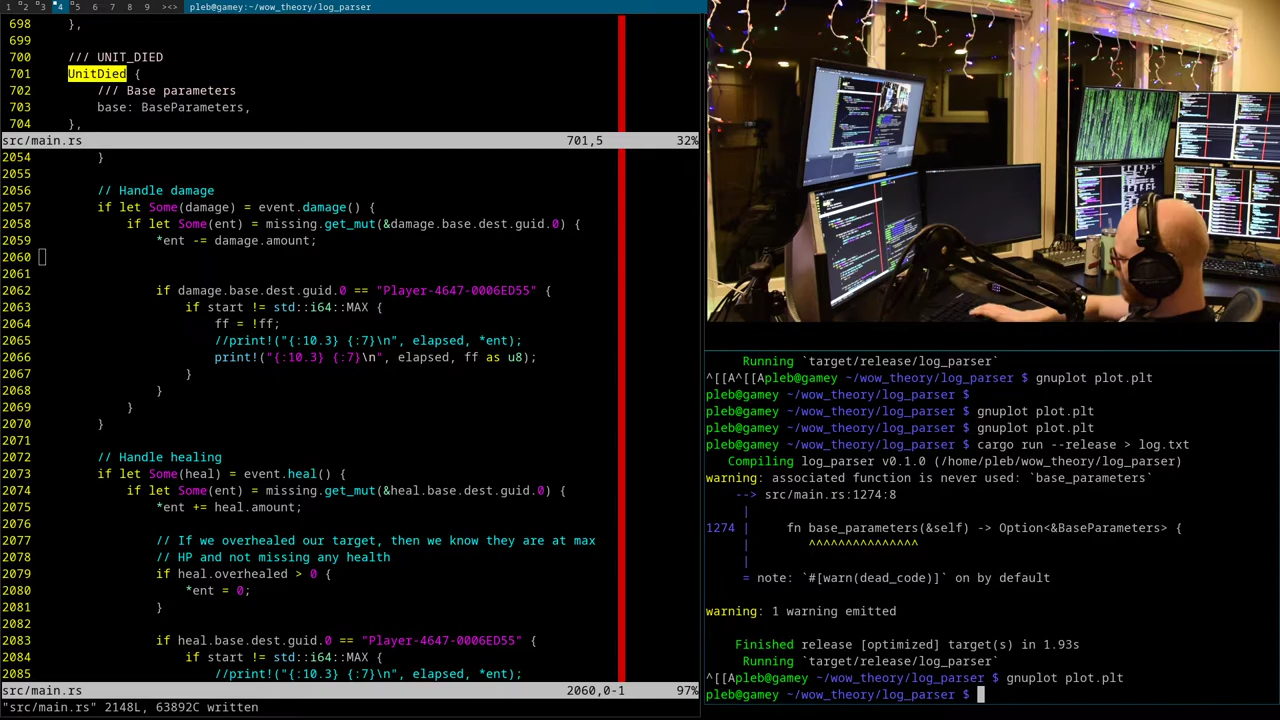 1 2 3 4 5 6 7 8 9 ><> pleb@gamey:~/wow_theory/log_parser
698 },
699
700 /// UNIT_DIED
701 UnitDied {
702 /// Base parameters
703 base: BaseParameters,
704 },
src/main.rs 701,5 32%
2054 }
2055
2056 // Handle damage
2057 if let Some(damage) = event.damage() {
2058 if let Some(ent) = missing.get_mut(&damage.base.dest.guid.0) {
2059 *ent -= damage.amount;
2060
2061
2062 if damage.base.dest.guid.0 == "Player-4647-0006ED55" {
2063 if start != std::i64::MAX {
2064 ff = !ff;
2065 //print!("{:10.3} {:7}\n", elapsed, *ent);
2066 print!("{:10.3} {:7}\n", elapsed, ff as u8);
2067 }
2068 }
2069 }
2070 }
2071
2072 // Handle healing
2073 if let Some(heal) = event.heal() {
2074 if let Some(ent) = missing.get_mut(&heal.base.dest.guid.0) {
2075 *ent += heal.amount;
2076
2077 // If we overhealed our target, then we know they are at max
2078 // HP and not missing any health
2079 if heal.overhealed > 0 {
2080 *ent = 0;
2081 }
2082
2083 if heal.base.dest.guid.0 == "Player-4647-0006ED55" {
2084 if start != std::i64::MAX {
2085 //print!("{:10.3} {:7}\n", elapsed, *ent);
src/main.rs 2060,0-1 97%
"src/main.rs" 2148L, 63892C written
Running `target/release/log_parser`
^[[A^[[Apleb@gamey ~/wow_theory/log_parser $ gnuplot plot.plt
pleb@gamey ~/wow_theory/log_parser $
pleb@gamey ~/wow_theory/log_parser $ gnuplot plot.plt
pleb@gamey ~/wow_theory/log_parser $ gnuplot plot.plt
pleb@gamey ~/wow_theory/log_parser $ cargo run --release > log.txt
Compiling log_parser v0.1.0 (/home/pleb/wow_theory/log_parser)
warning: associated function is never used: `base_parameters`
--> src/main.rs:1274:8
|
1274 | fn base_parameters(&self) -> Option<&BaseParameters> {
| ^^^^^^^^^^^^^^^
|
= note: `#[warn(dead_code)]` on by default
warning: 1 warning emitted
Finished release [optimized] target(s) in 1.93s
Running `target/release/log_parser`
^[[Apleb@gamey ~/wow_theory/log_parser $ gnuplot plot.plt
pleb@gamey ~/wow_theory/log_parser $